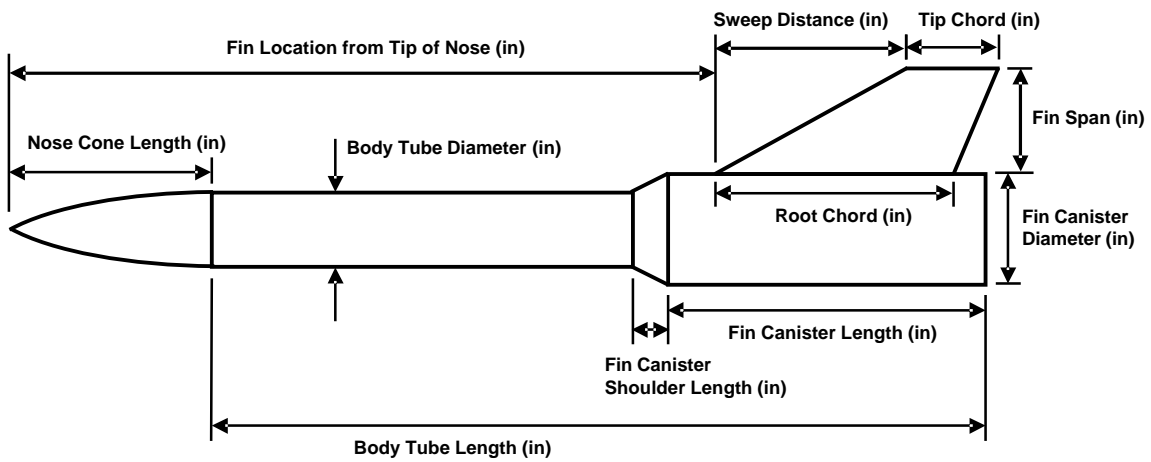 Sweep Distance (in)
Tip Chord (in)
Fin Location from Tip of Nose (in)
Fin Span (in)
Nose Cone Length (in)
Body Tube Diameter (in)
Root Chord (in)
Fin Canister
Diameter (in)
Fin Canister Length (in)
Fin Canister
Shoulder Length (in)
Body Tube Length (in)